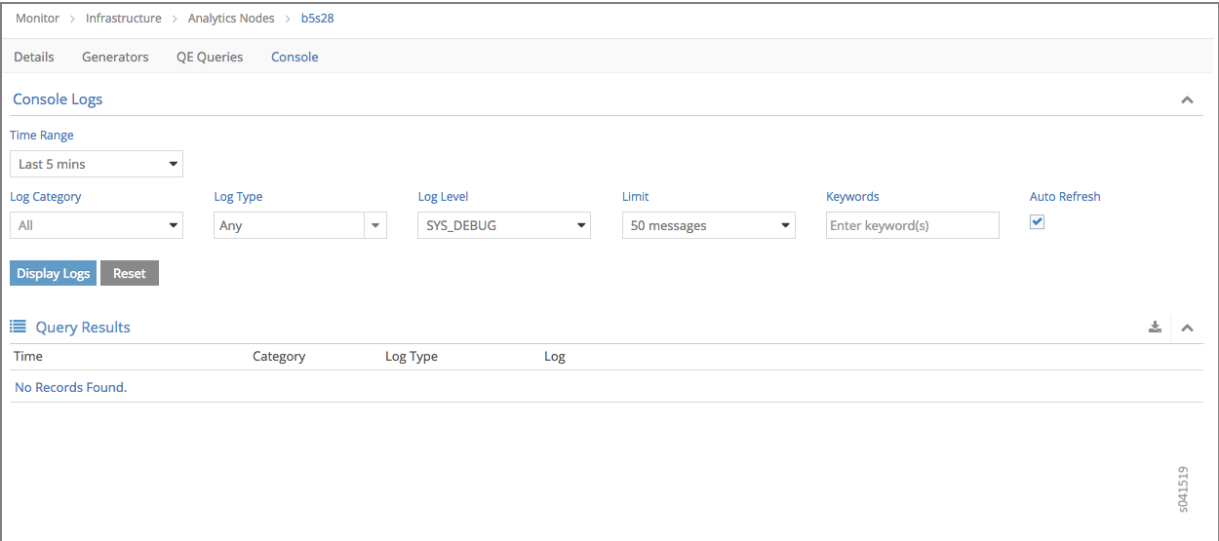 Monitor > Infrastructure > Analytics Nodes > b5s28
Details Generators QE Queries Console
Console Logs
Time Range
Last 5 mins
Log Category Log Type Log Level Limit Keywords Auto Refresh
All Any SYS_DEBUG 50 messages Enter keyword(s)
Display Logs Reset
Query Results
Time Category Log Type Log
No Records Found.
s041519